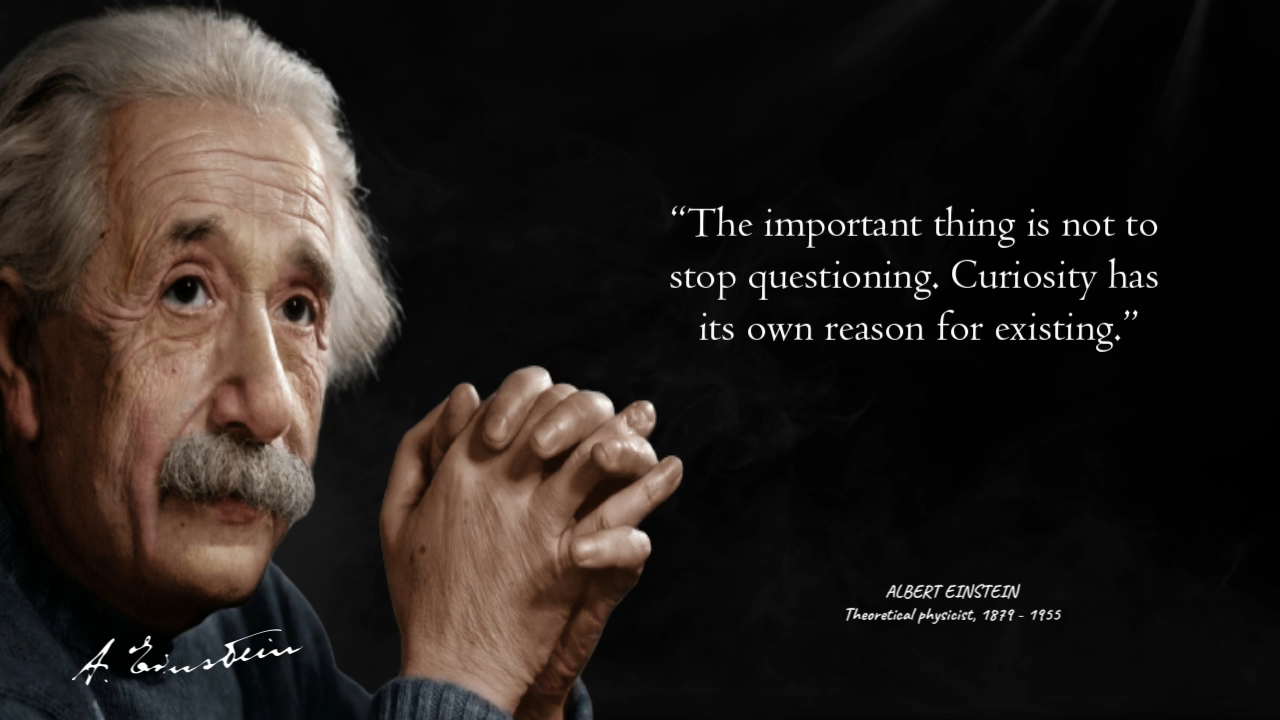 “The important thing is not to
stop questioning. Curiosity has
its own reason for existing.”
ALBERT EINSTEIN
Theoretical physicist, 1879 - 1955
A. Einstein